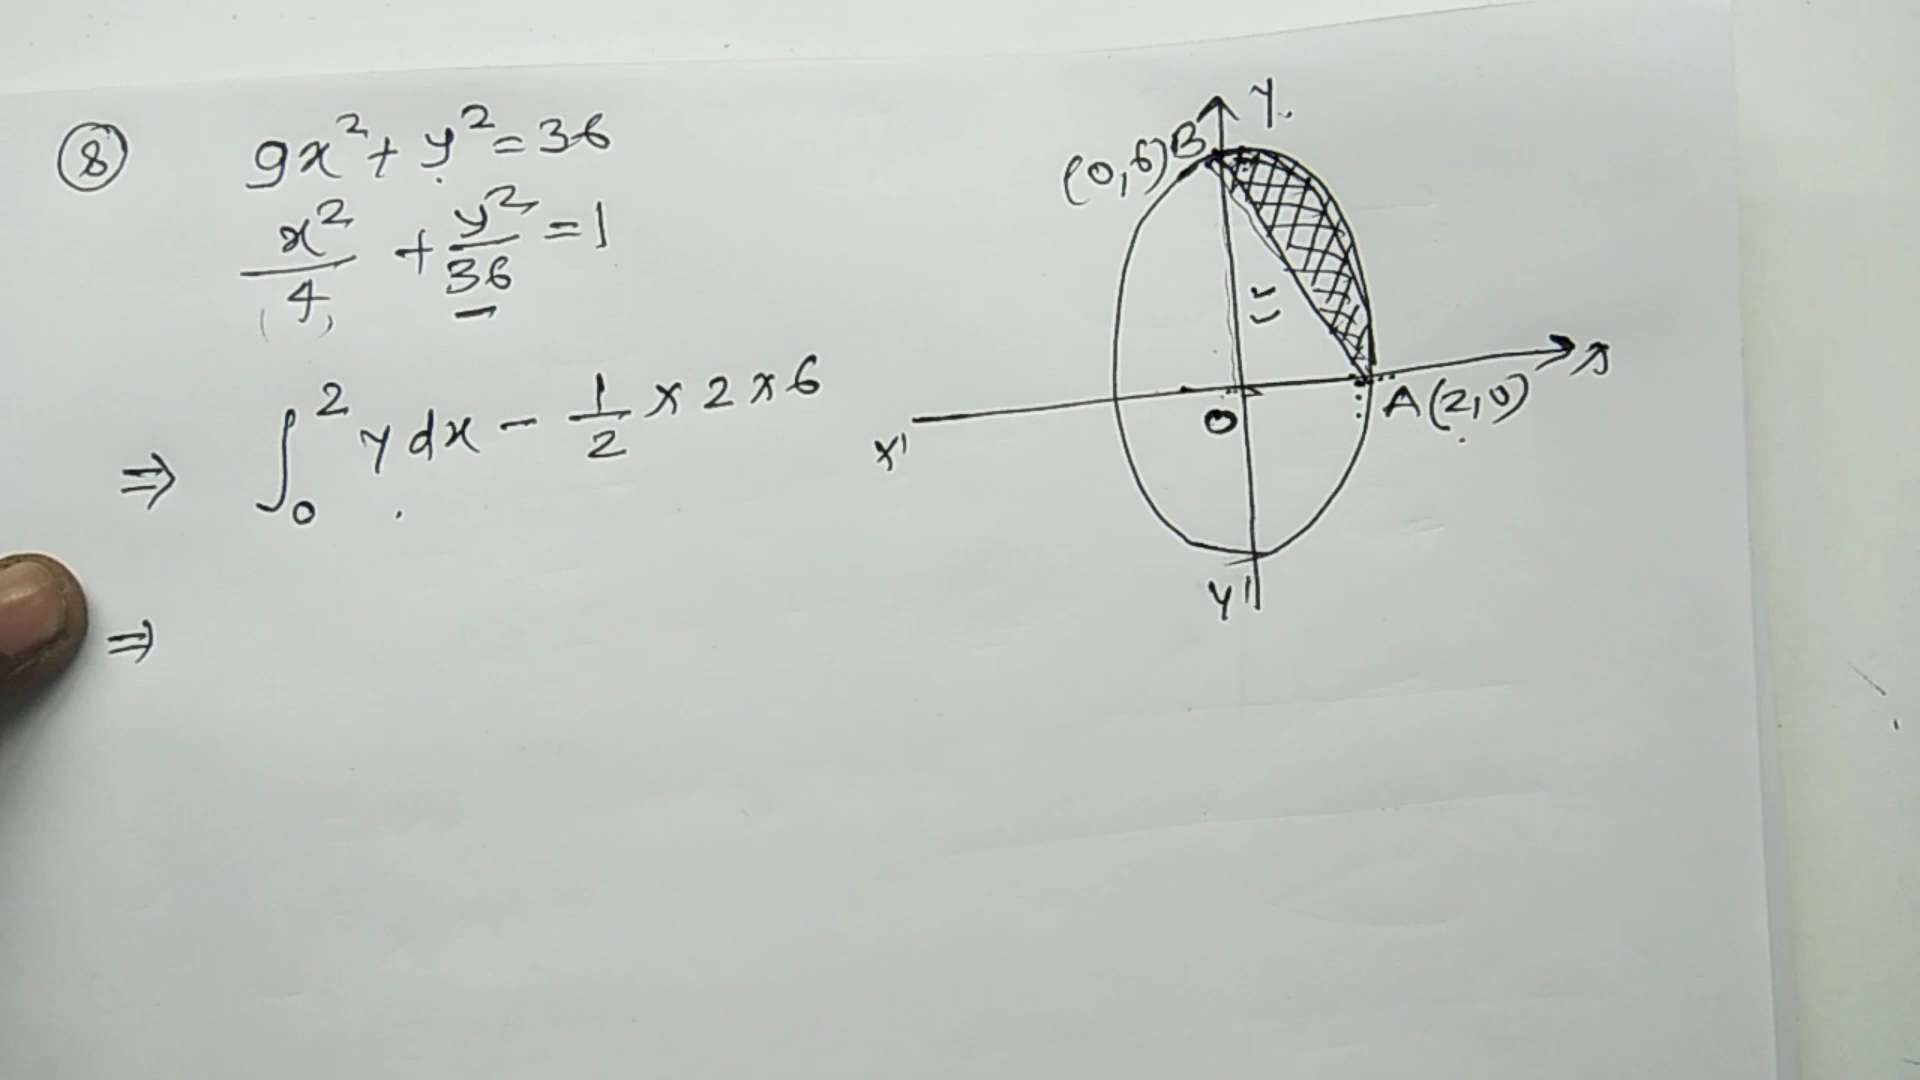 ⑧ 9x² + y² = 36
x²/4 + y²/36 = 1
⇒ ∫₀² y dx - 1/2 × 2 × 6
⇒
Y
(0,6) B
X
A(2,0)
O
X'
Y'